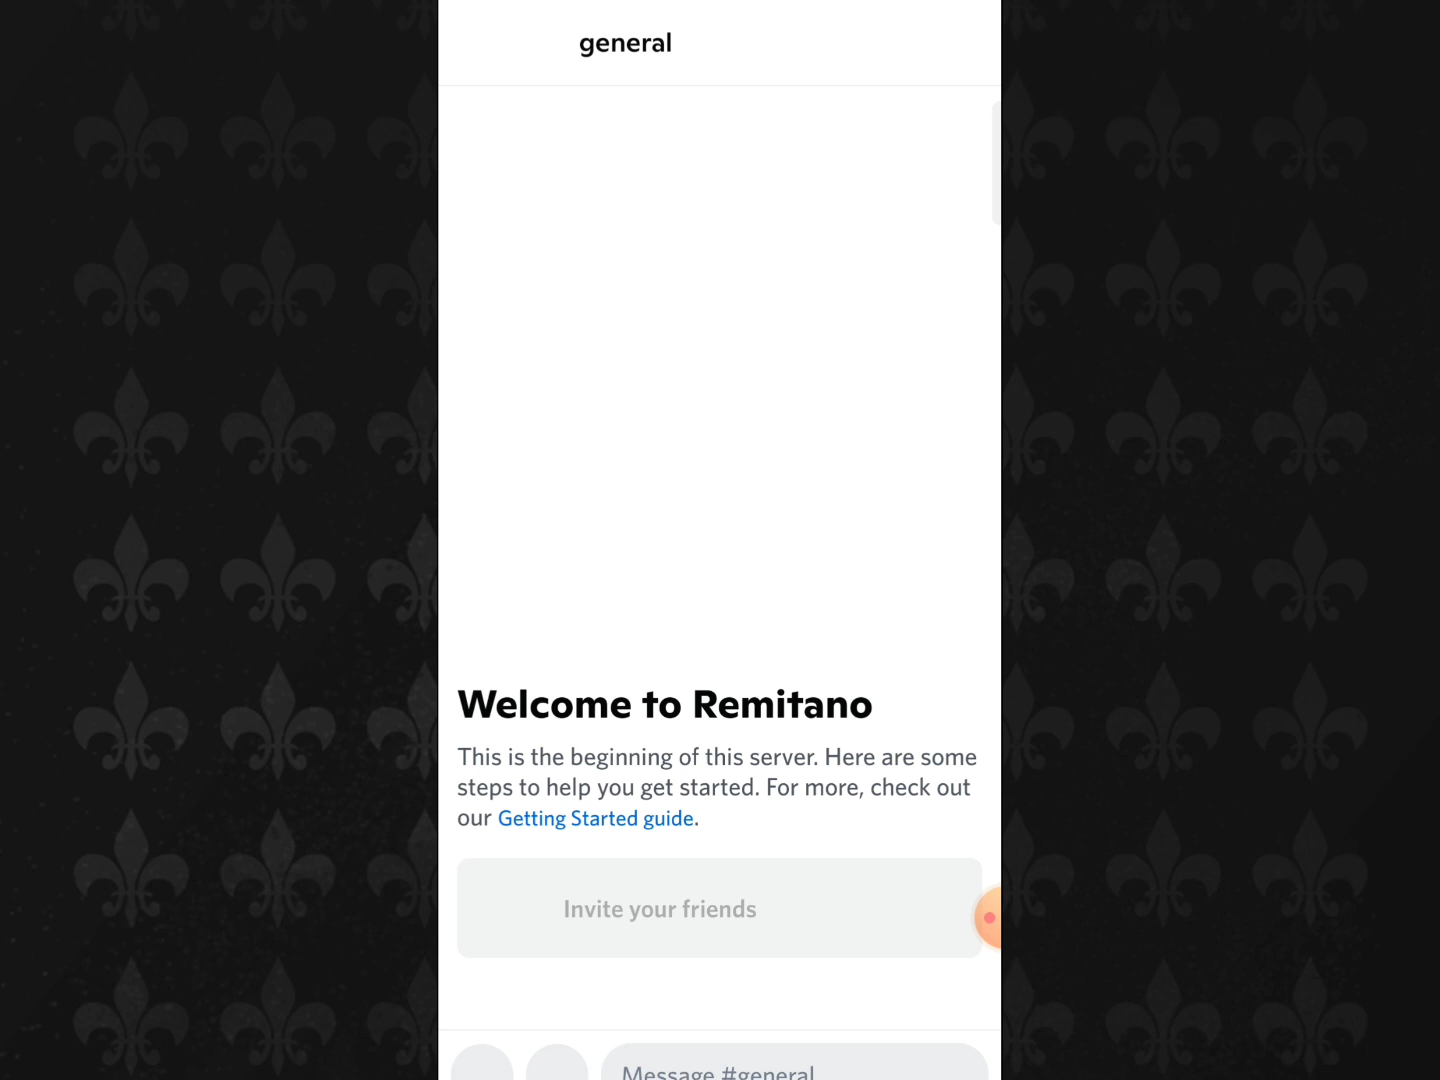 general
Welcome to Remitano
This is the beginning of this server. Here are some
steps to help you get started. For more, check out
our Getting Started guide.
Invite your friends
Message #general